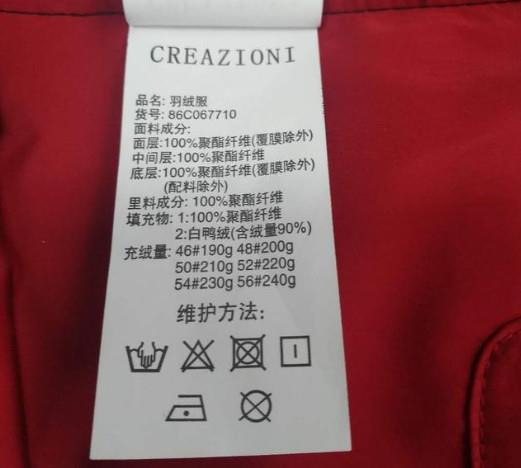 CREAZIONI
品名: 羽绒服
货号: 86C067710
面料成分:
面层:100%聚酯纤维(覆膜除外)
中间层:100%聚酯纤维
底层:100%聚酯纤维(覆膜除外)
(配料除外)
里料成分: 100%聚酯纤维
填充物: 1:100%聚酯纤维
2:白鸭绒(含绒量90%)
充绒量: 46#190g 48#200g
50#210g 52#220g
54#230g 56#240g
维护方法: